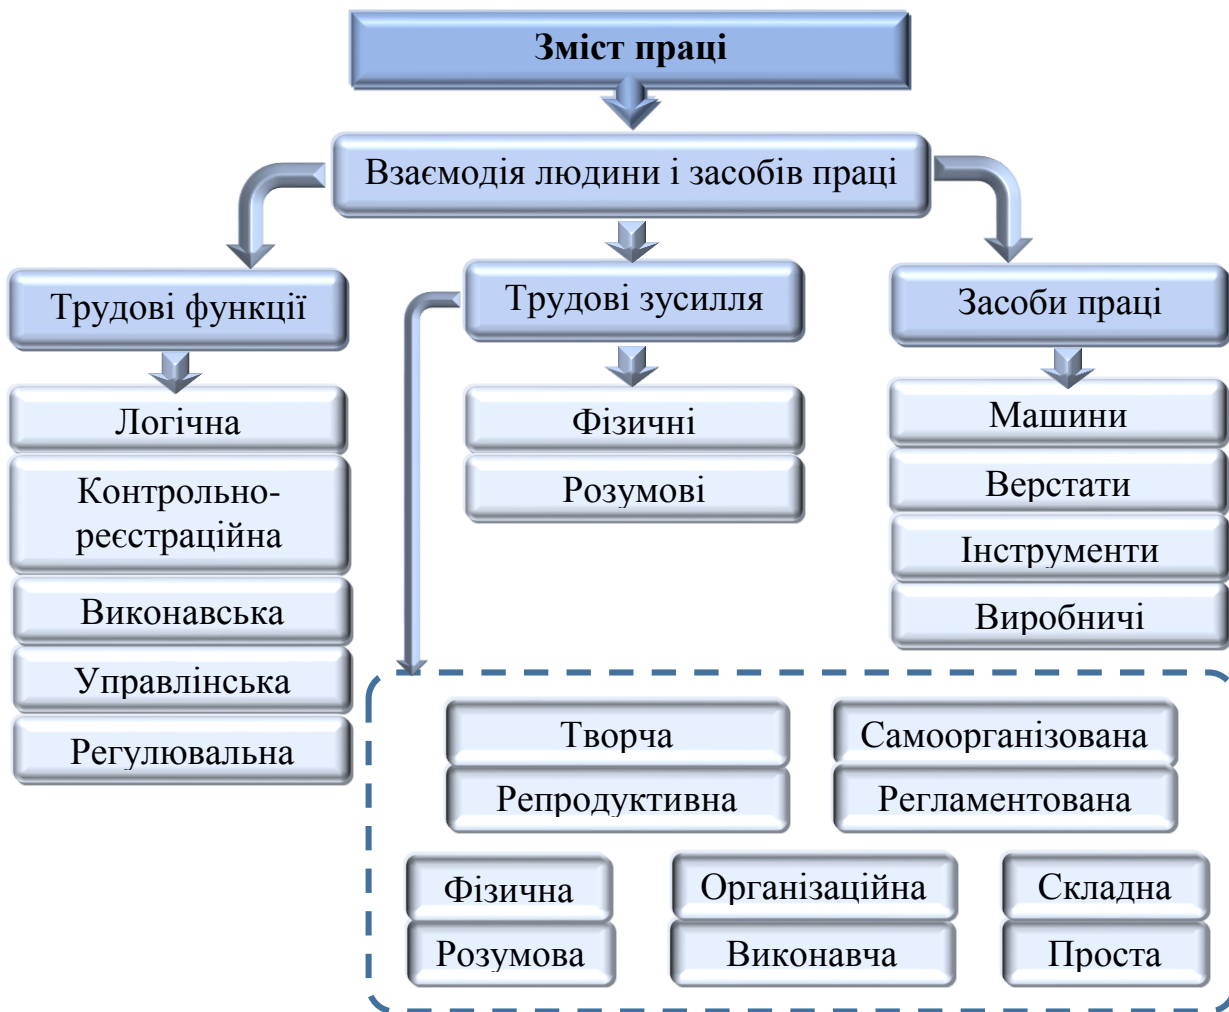 Зміст праці
Взаємодія людини і засобів праці
Трудові функції
Логічна
Контрольно-
реєстраційна
Виконавська
Управлінська
Регулювальна
Трудові зусилля
Фізичні
Розумові
Засоби праці
Машини
Верстати
Інструменти
Виробничі
Творча
Репродуктивна
Самоорганізована
Регламентована
Фізична
Розумова
Організаційна
Виконавча
Складна
Проста